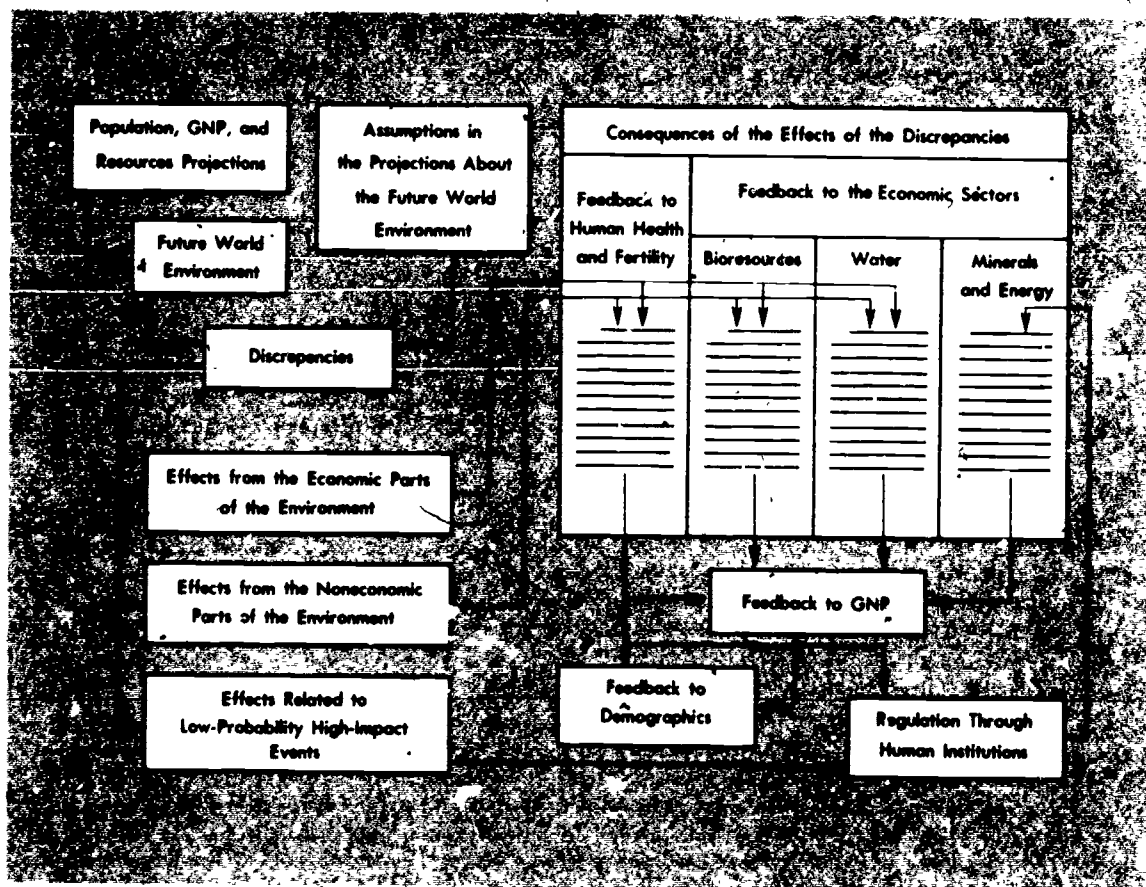 Population, GNP, and
Resources Projections
Assumptions in
the Projections About
the Future World
Environment
Future World
Environment
Discrepencies
Effects from the Economic Parts
of the Environment
Effects from the Noneconomic
Parts of the Environment
Effects Related to
Low-Probability High-Impact
Events
Consequences of the Effects of the Discrepancies
Feedback to
Human Health
and Fertility
Feedback to the Economic Sectors
Bioresources
Water
Minerals
and Energy
Feedback to GNP
Feedback to
Demographics
Regulation Through
Human Institutions